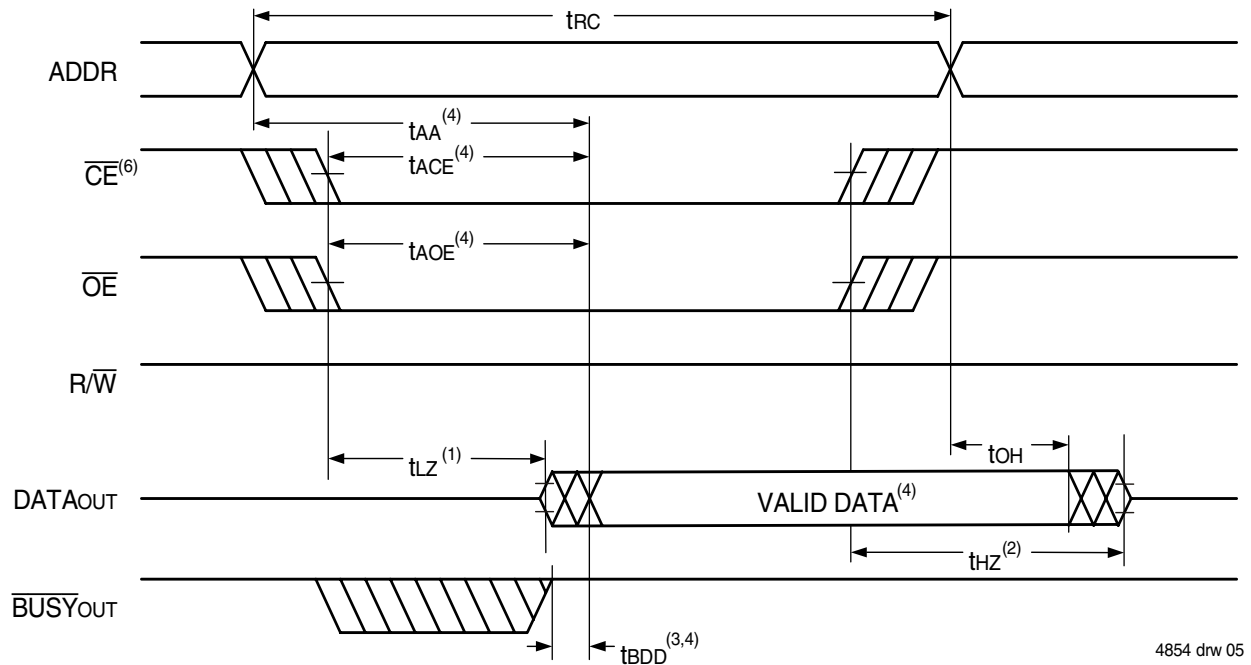 tRC
ADDR
tAA(4)
CE(6)
tACE(4)
tAOE(4)
OE
R/W
tLZ(1)
tOH
DATAOUT
VALID DATA(4)
tHZ(2)
BUSYOUT
tBDD(3,4)
4854 drw 05